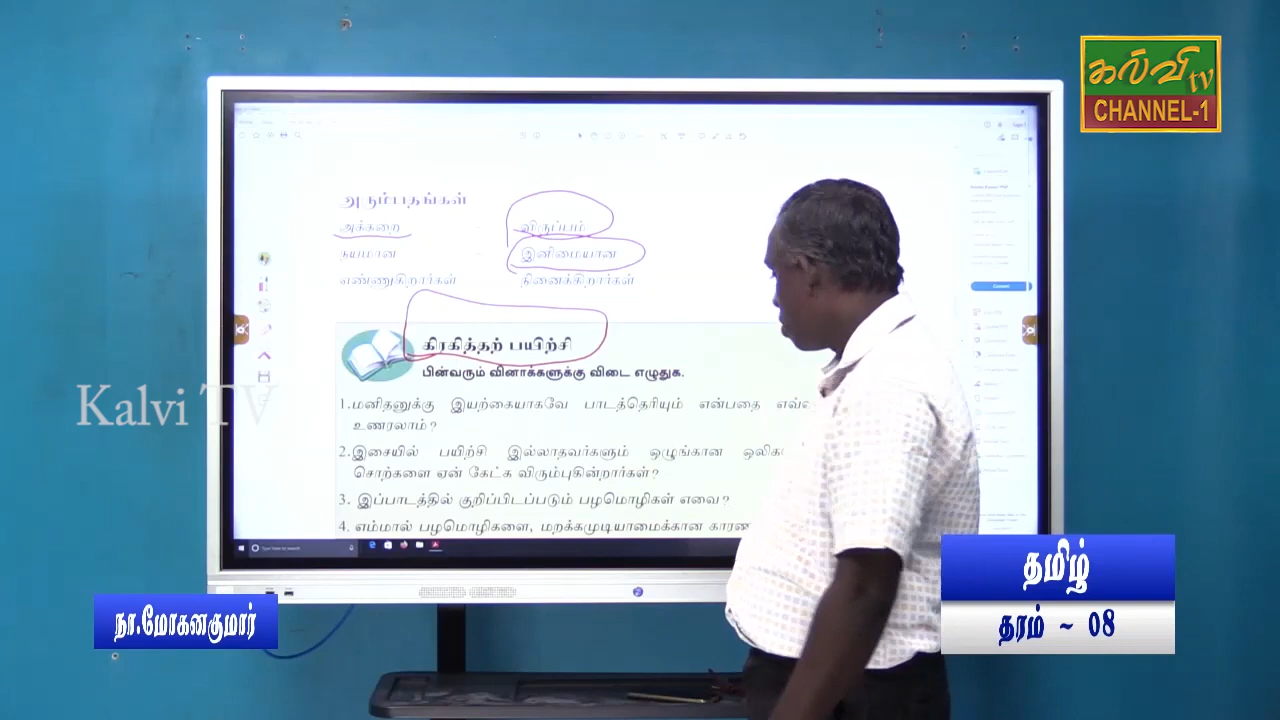 கல்வி tv
CHANNEL-1
அரும்பதங்கள்
அக்கறை - விருப்பம்
நயமான - இனிமையான
எண்ணுகிறார்கள் நினைக்கிறார்கள்
கிரகித்தற் பயிற்சி
பின்வரும் வினாக்களுக்கு விடை எழுதுக.
1.மனிதனுக்கு இயற்கையாகவே பாடத்தெரியும் என்பதை
உணரலாம்?
2.இசையில் பயிற்சி இல்லாதவர்களும் ஒழுங்கான
சொற்களை ஏன் கேட்க விரும்புகின்றார்கள்?
3. இப்பாடத்தில் குறிப்பிடப்படும் பழமொழிகள் எவை?
4. எம்மால் பழமொழிகளை, மறக்கமுடியாமைக்கான
Kalvi TV
தமிழ்
தரம் ~ 08
நா.மோகனகுமார்